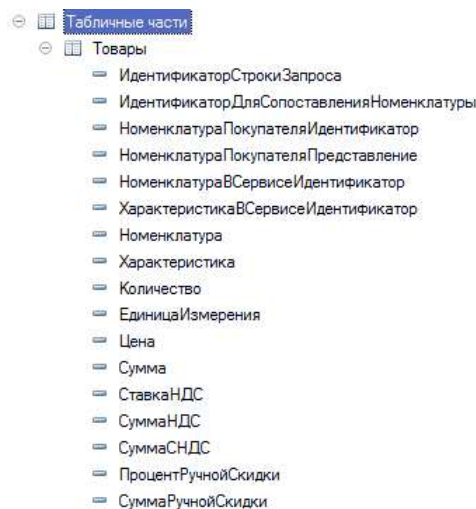 Табличные части
Товары
ИдентификаторСтрокиЗапроса
ИдентификаторДляСопоставленияНоменклатуры
НоменклатураПокупателяИдентификатор
НоменклатураПокупателяПредставление
НоменклатураВСервисеИдентификатор
ХарактеристикаВСервисеИдентификатор
Номенклатура
Характеристика
Количество
ЕдиницаИзмерения
Цена
Сумма
СтавкаНДС
СуммаНДС
СуммаСНДС
ПроцентРучнойСкидки
СуммаРучнойСкидки